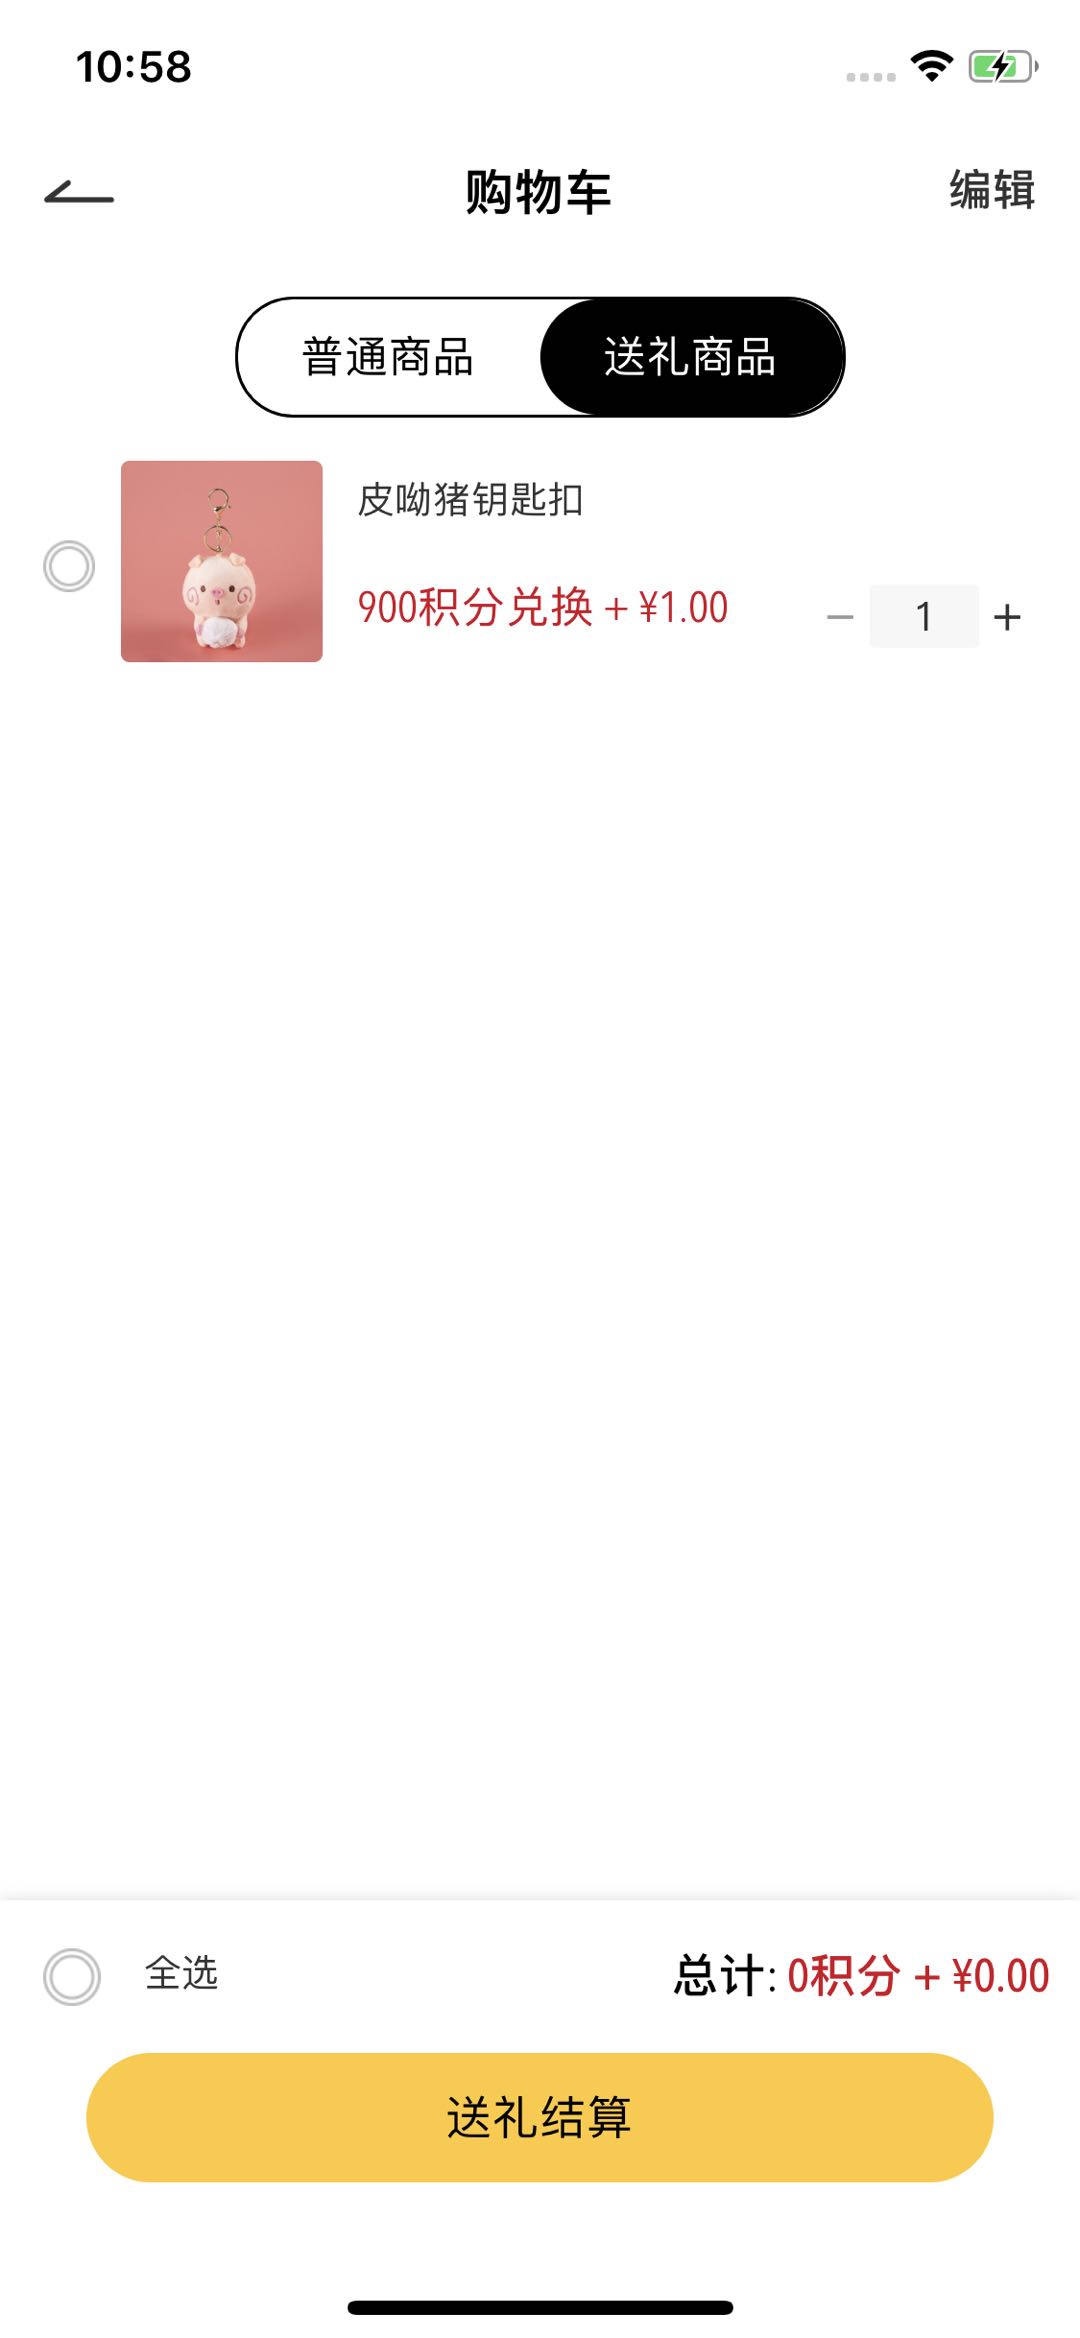 10:58
购物车
编辑
普通商品
送礼商品
皮呦猪钥匙扣
900积分兑换 + ¥1.00
1
全选
总计: 0积分 + ¥0.00
送礼结算